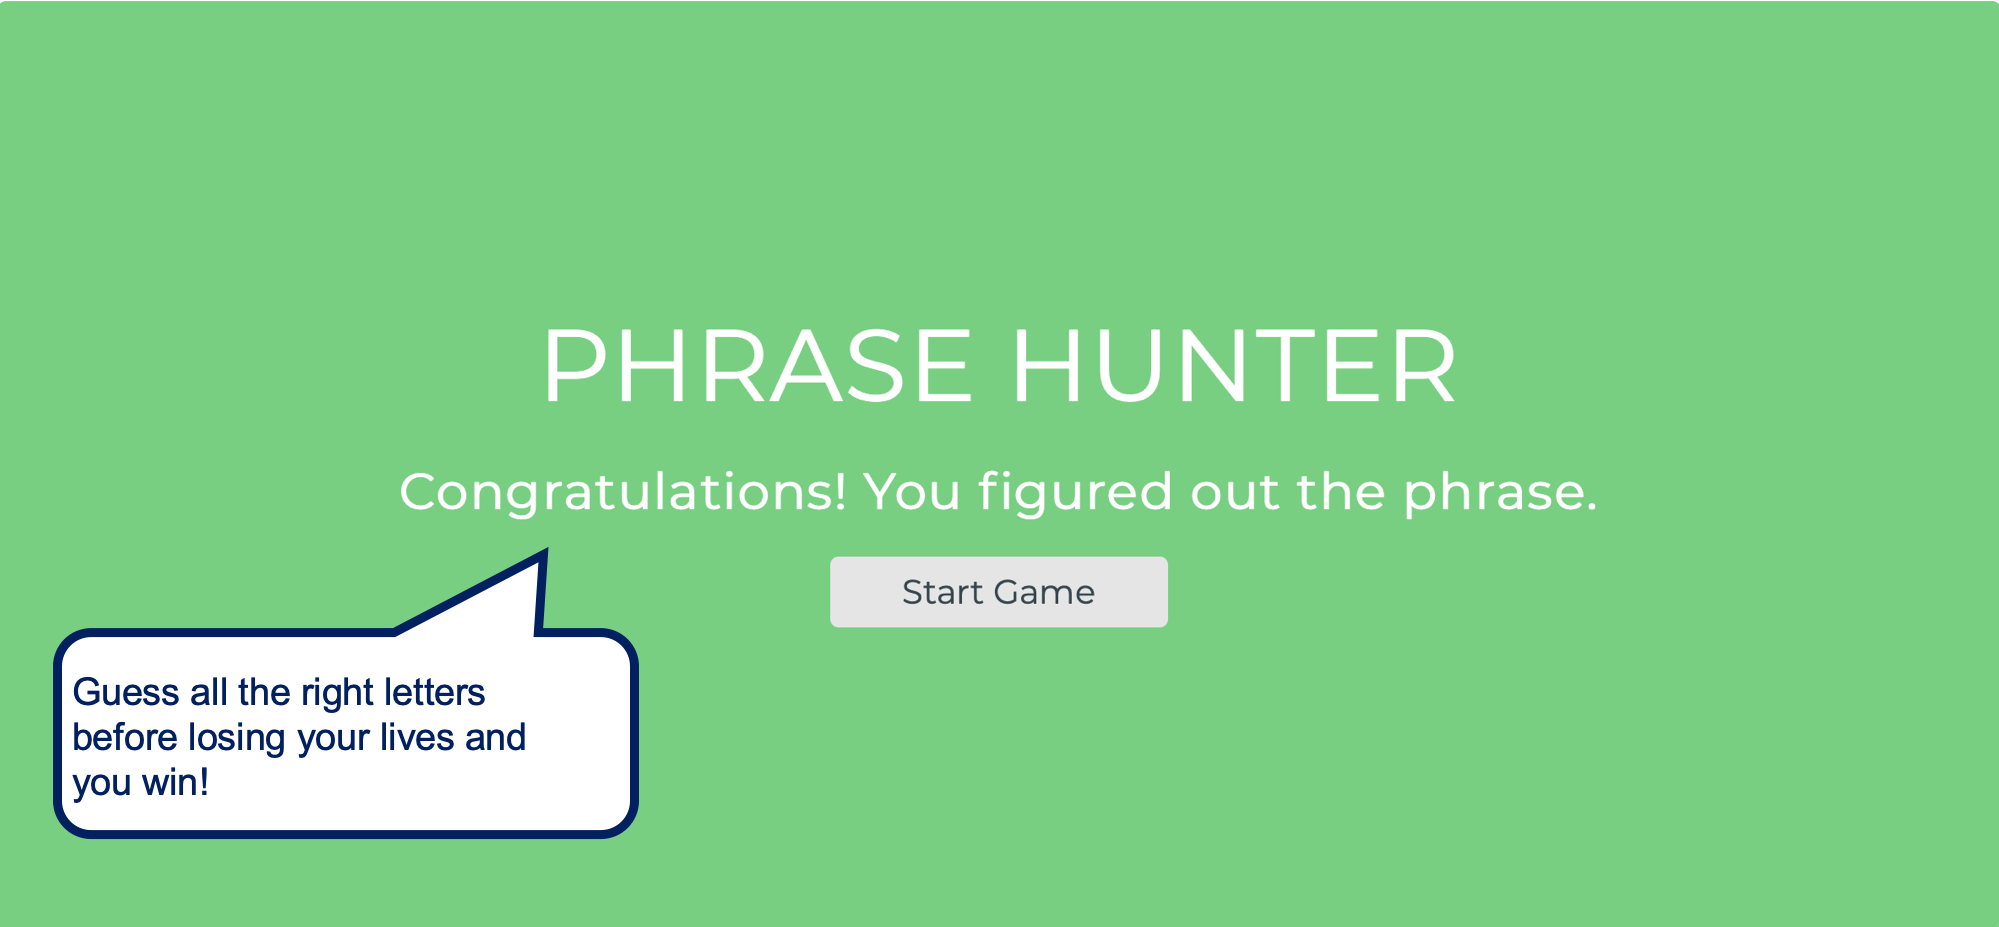 PHRASE HUNTER
Congratulations! You figured out the phrase.
Start Game
Guess all the right letters
before losing your lives and
you win!